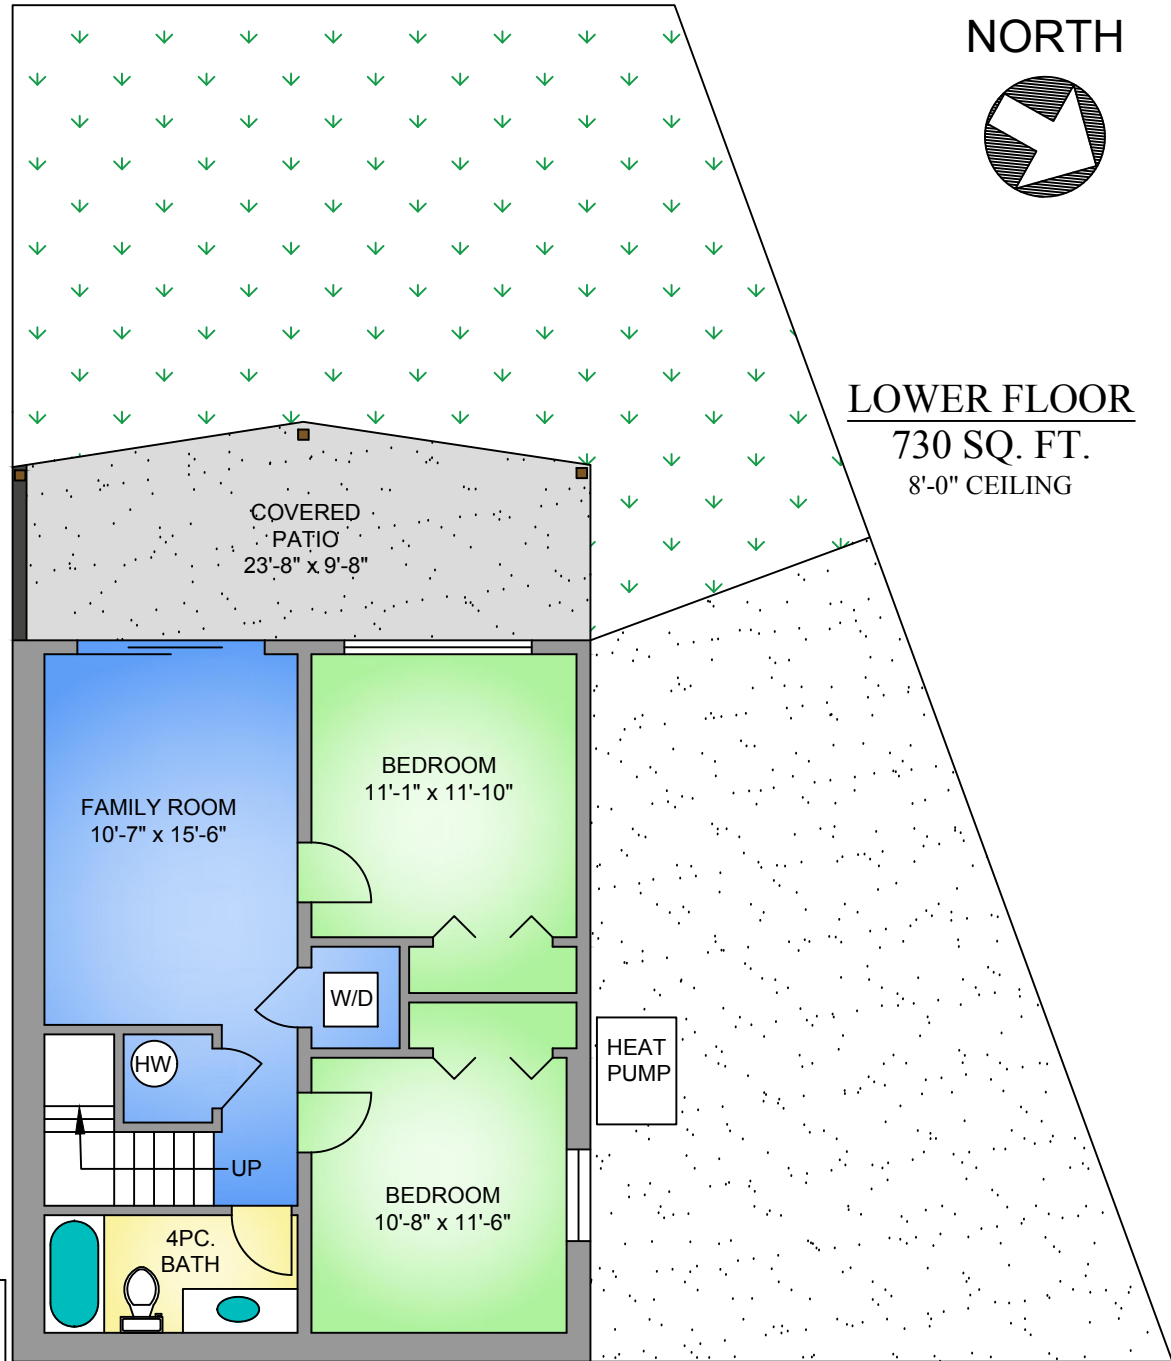 NORTH
LOWER FLOOR
730 SQ. FT.
8'-0" CEILING
COVERED
PATIO
23'-8" x 9'-8"
BEDROOM
11'-1" x 11'-10"
FAMILY ROOM
10'-7" x 15'-6"
W/D
HW
HEAT
PUMP
UP
BEDROOM
10'-8" x 11'-6"
4PC.
BATH